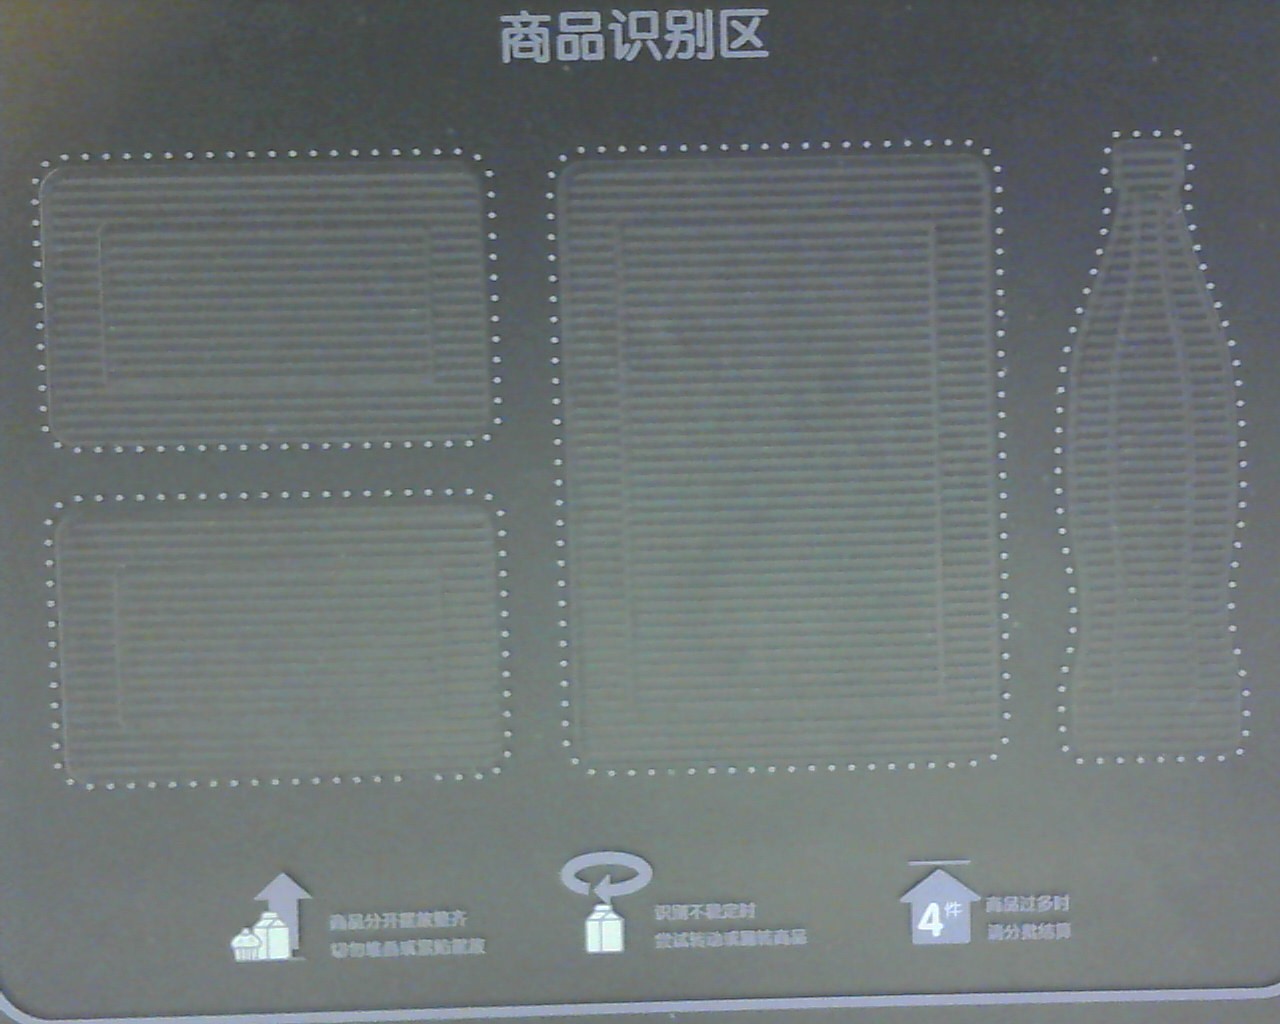 商品识别区
商品分开摆放整齐
切勿堆叠或紧贴摆放
识别不稳定时
尝试转动或翻转商品
4件
商品过多时
请分批结算